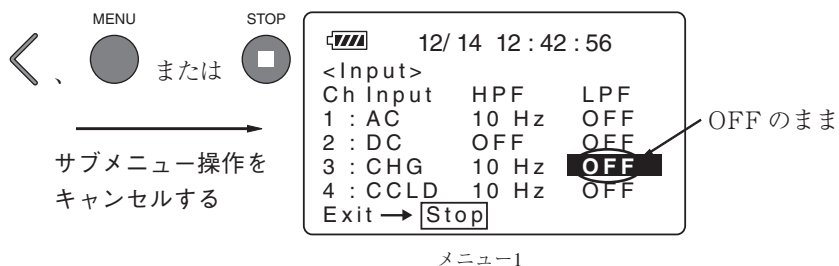 MENU
STOP
、
または
サブメニュー操作を
キャンセルする
12/ 14 12 : 42 : 56
<Input>
Ch Input HPF LPF
1 : AC 10 Hz OFF
2 : DC OFF OFF
3 : CHG 10 Hz OFF
4 : CCLD 10 Hz OFF
Exit → Stop
OFF のまま
メニュー1